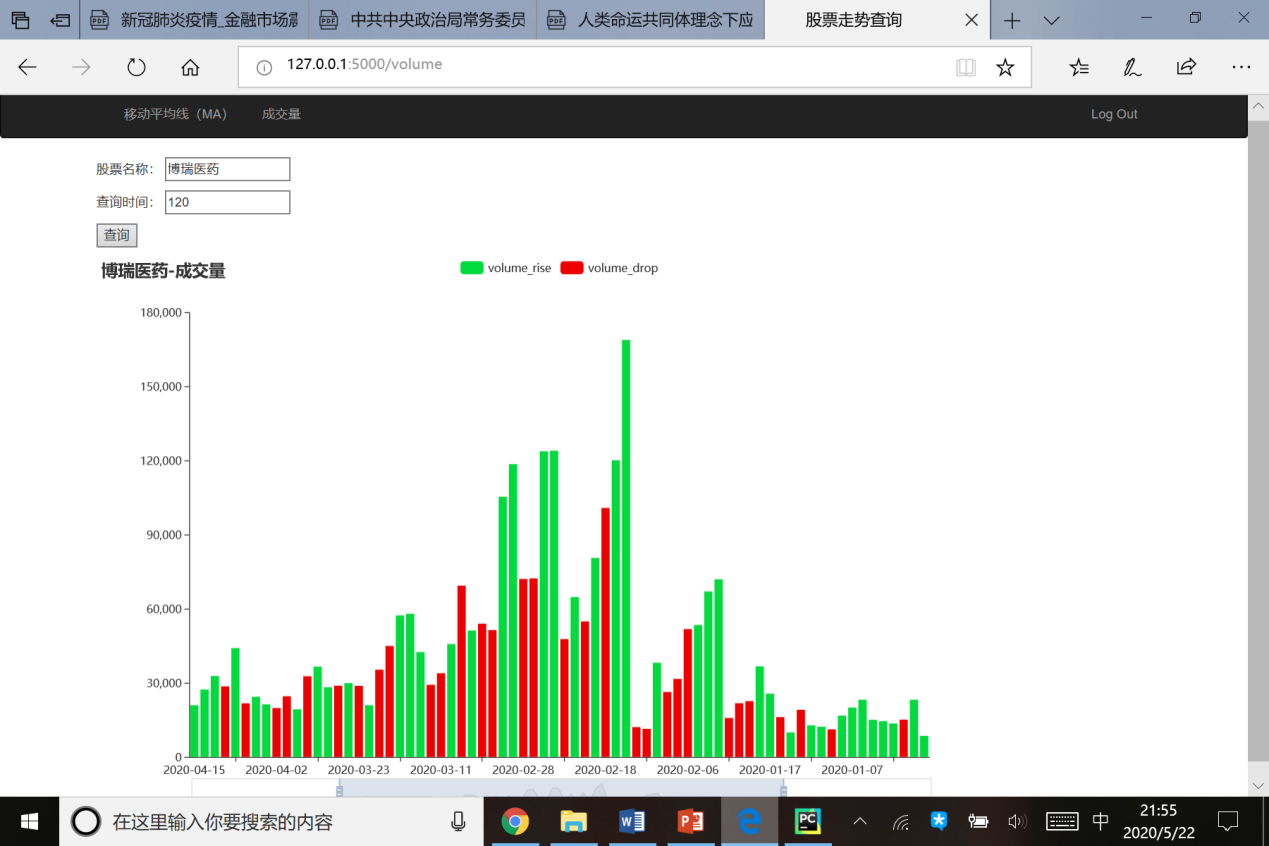 新冠肺炎疫情_金融市场震
中共中央政治局常务委员
人类命运共同体理念下应
股票走势查询
127.0.0.1:5000/volume
移动平均线（MA） 成交量 Log Out
股票名称： 博瑞医药
查询时间： 120
查询
博瑞医药-成交量
volume_rise volume_drop
180,000
150,000
120,000
90,000
60,000
30,000
0
2020-04-15 2020-04-02 2020-03-23 2020-03-11 2020-02-28 2020-02-18 2020-02-06 2020-01-17 2020-01-07
在这里输入你要搜索的内容
中
21:55
2020/5/22